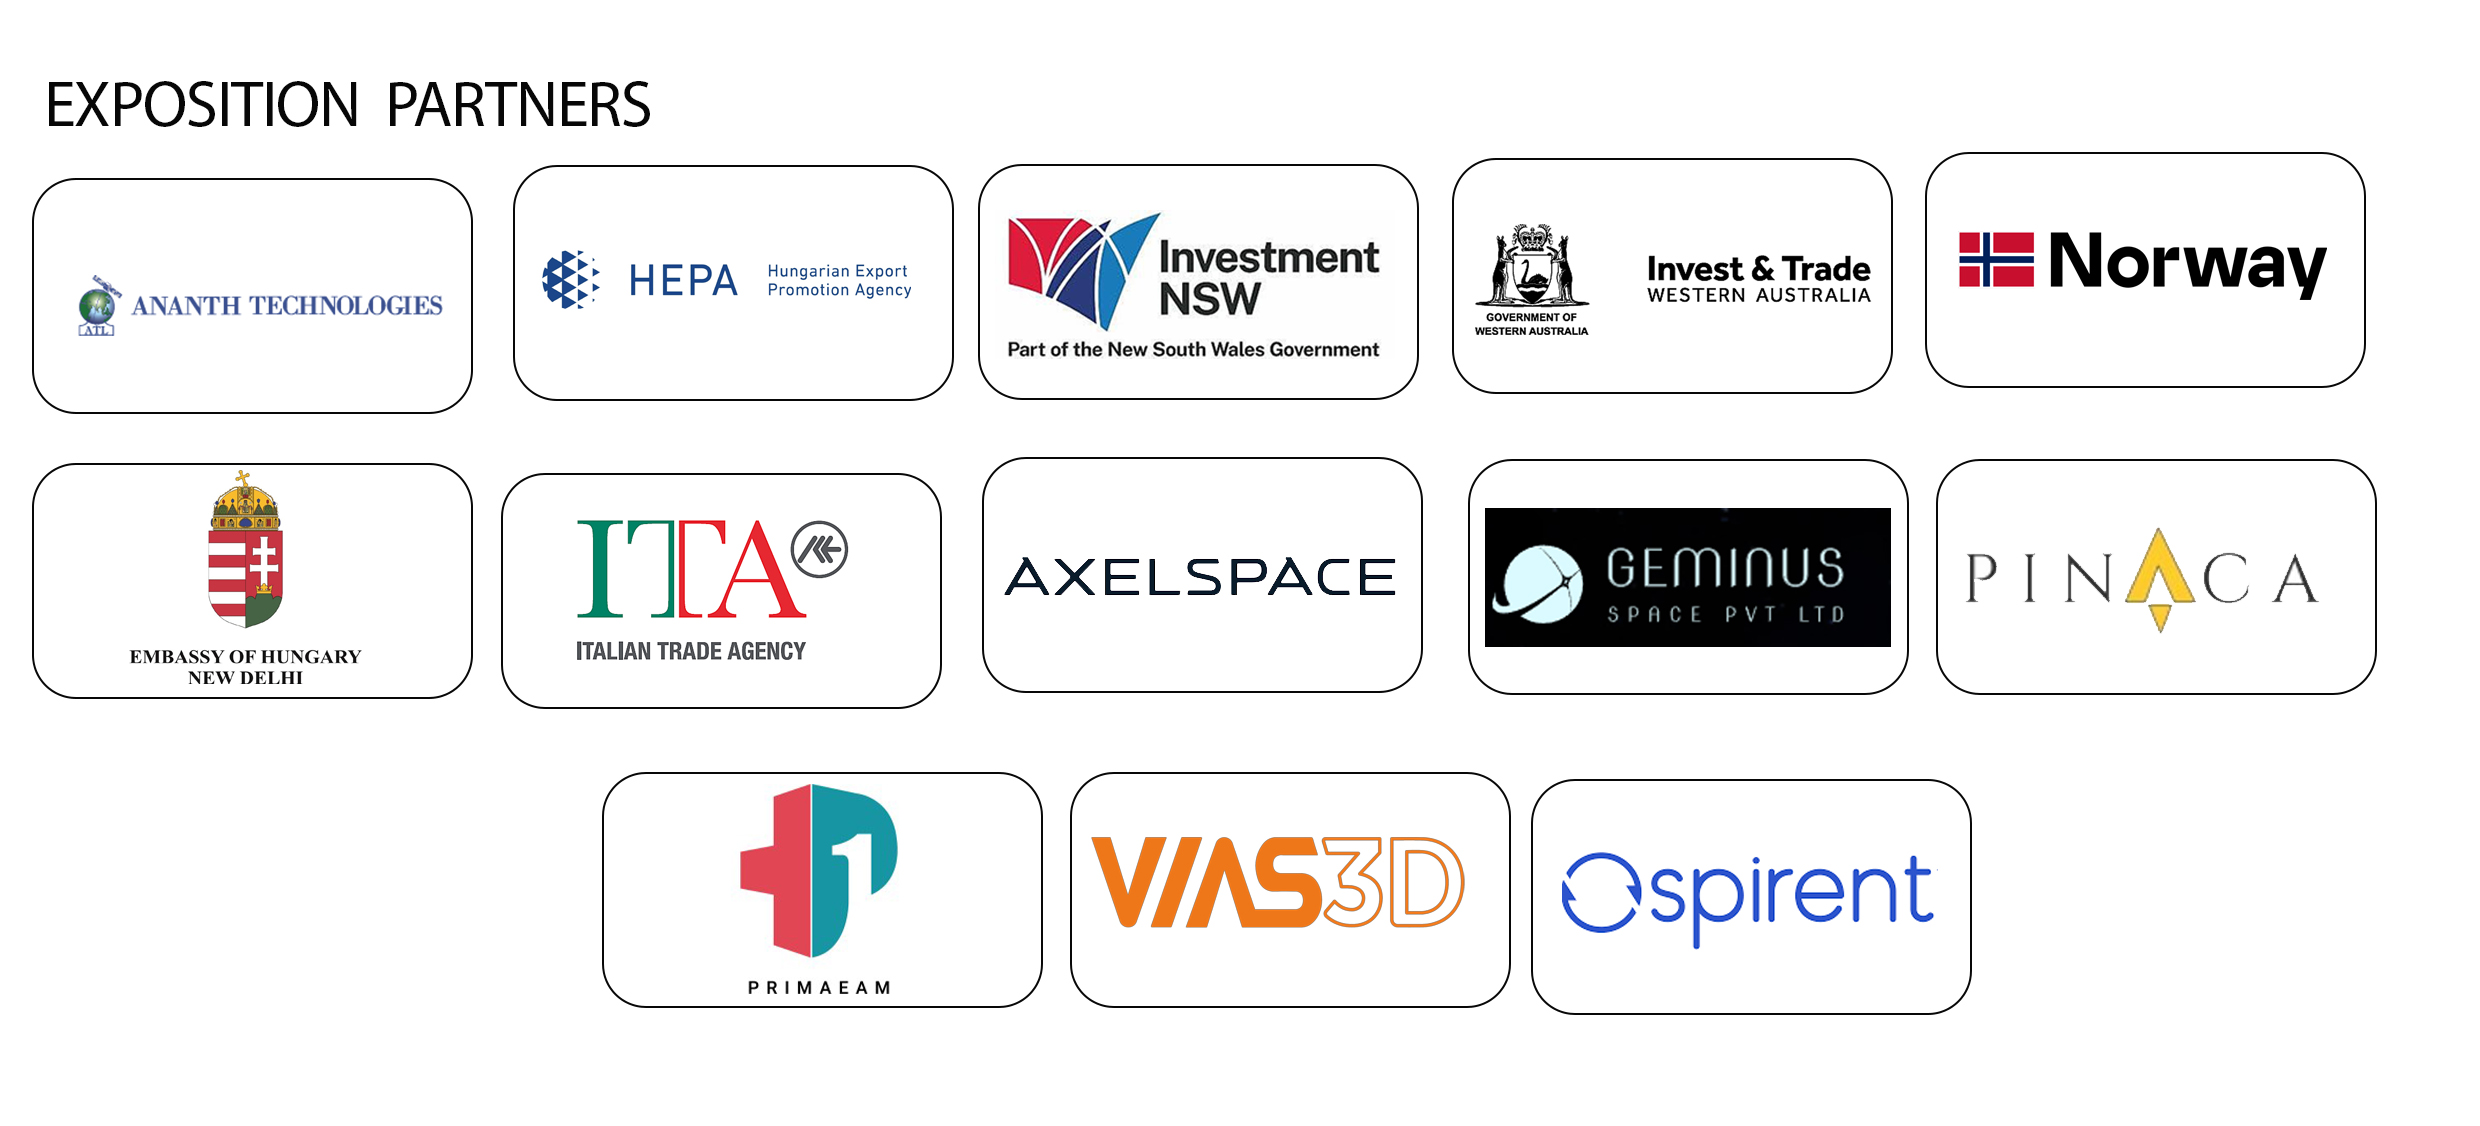 EXPOSITION PARTNERS
ATL
ANANTH TECHNOLOGIES
HEPA
Hungarian Export
Promotion Agency
Investment
NSW
Part of the New South Wales Government
GOVERNMENT OF
WESTERN AUSTRALIA
Invest & Trade
WESTERN AUSTRALIA
Norway
EMBASSY OF HUNGARY
NEW DELHI
ITA
ITALIAN TRADE AGENCY
AXELSPACE
GEMINUS
SPACE PVT LTD
PINACA
P1
PRIMAEAM
VIAS3D
spirent